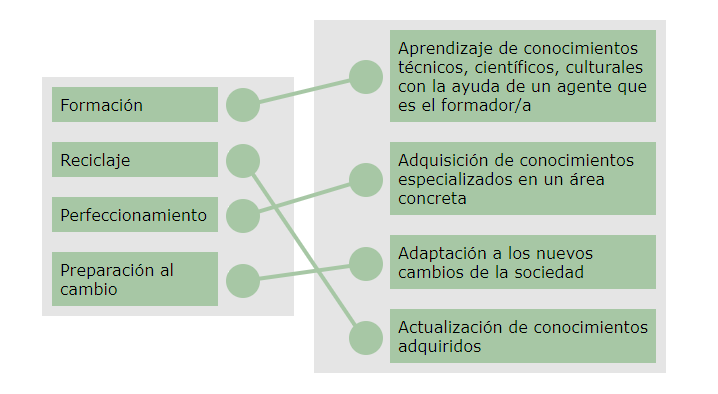 Formación
Reciclaje
Perfeccionamiento
Preparación al
cambio
Aprendizaje de conocimientos
técnicos, científicos, culturales
con la ayuda de un agente que
es el formador/a
Adquisición de conocimientos
especializados en un área
concreta
Adaptación a los nuevos
cambios de la sociedad
Actualización de conocimientos
adquiridos